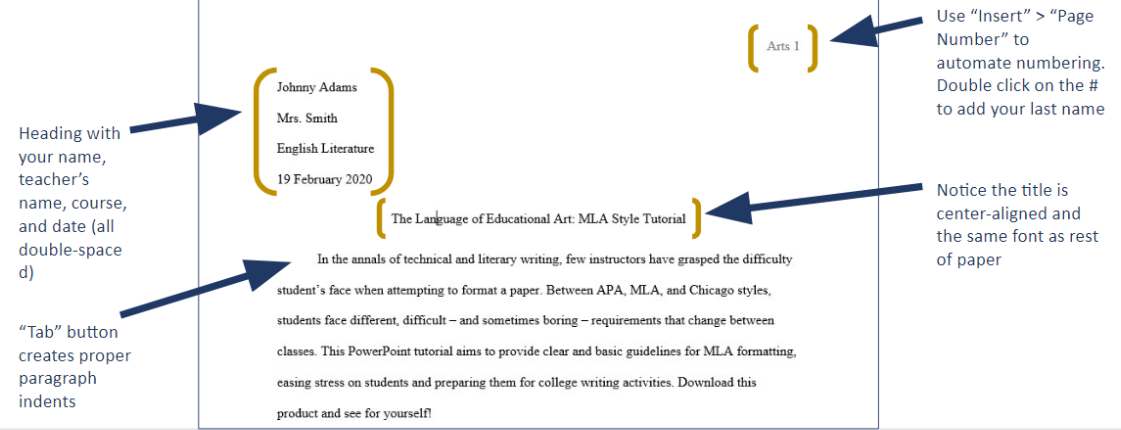 Use “Insert” > “Page
Number” to
automate numbering.
Double click on the #
to add your last name
Arts 1
Johnny Adams
Mrs. Smith
English Literature
19 February 2020
Heading with
your name,
teacher’s
name, course,
and date (all
double-space
d)
The Language of Educational Art: MLA Style Tutorial
Notice the title is
center-aligned and
the same font as rest
of paper
In the annals of technical and literary writing, few instructors have grasped the difficulty
student’s face when attempting to format a paper. Between APA, MLA, and Chicago styles,
students face different, difficult – and sometimes boring – requirements that change between
classes. This PowerPoint tutorial aims to provide clear and basic guidelines for MLA formatting,
easing stress on students and preparing them for college writing activities. Download this
product and see for yourself!
“Tab” button
creates proper
paragraph
indents